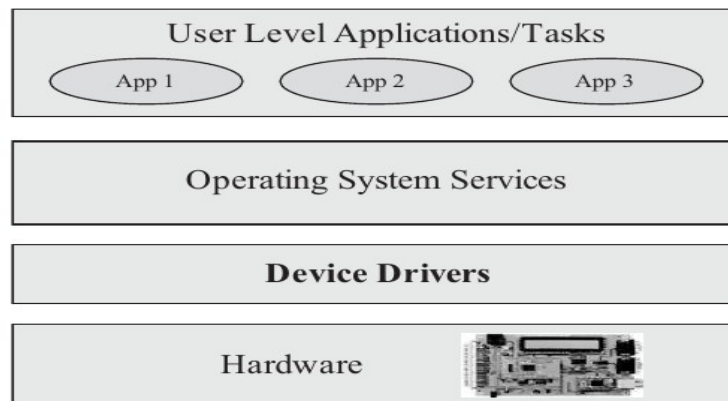 User Level Applications/Tasks
App 1 App 2 App 3
Operating System Services
Device Drivers
Hardware